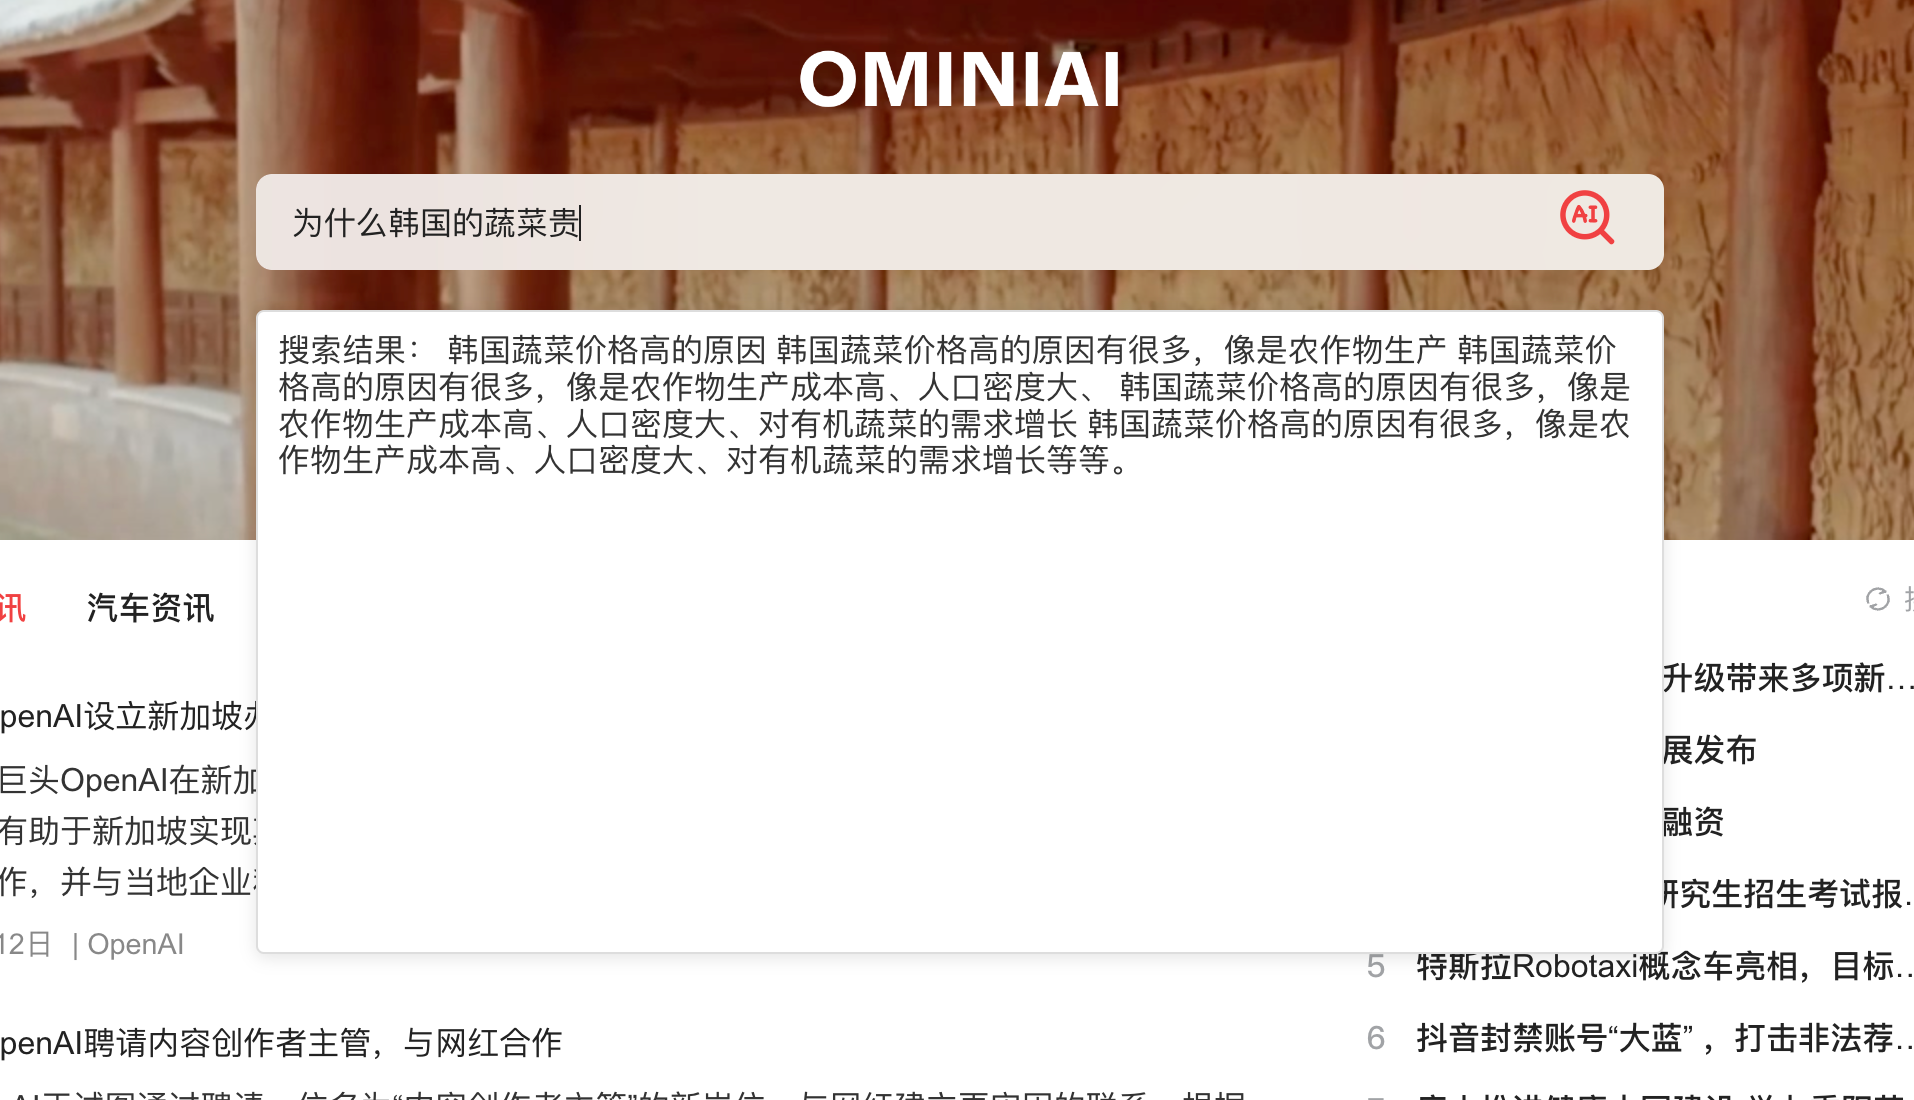 OMINIAI
为什么韩国的蔬菜贵
AI
搜索结果： 韩国蔬菜价格高的原因 韩国蔬菜价格高的原因有很多，像是农作物生产 韩国蔬菜价
格高的原因有很多，像是农作物生产成本高、人口密度大、 韩国蔬菜价格高的原因有很多，像是
农作物生产成本高、人口密度大、对有机蔬菜的需求增长 韩国蔬菜价格高的原因有很多，像是农
作物生产成本高、人口密度大、对有机蔬菜的需求增长等等。
讯 汽车资讯
penAI设立新加坡
巨头OpenAI在新加
有助于新加坡实现
作，并与当地企业
12日 | OpenAI
penAI聘请内容创作者主管，与网红合作
升级带来多项新...
展发布
融资
研究生招生考试报..
5 特斯拉Robotaxi概念车亮相，目标...
6 抖音封禁账号“大蓝”，打击非法荐...